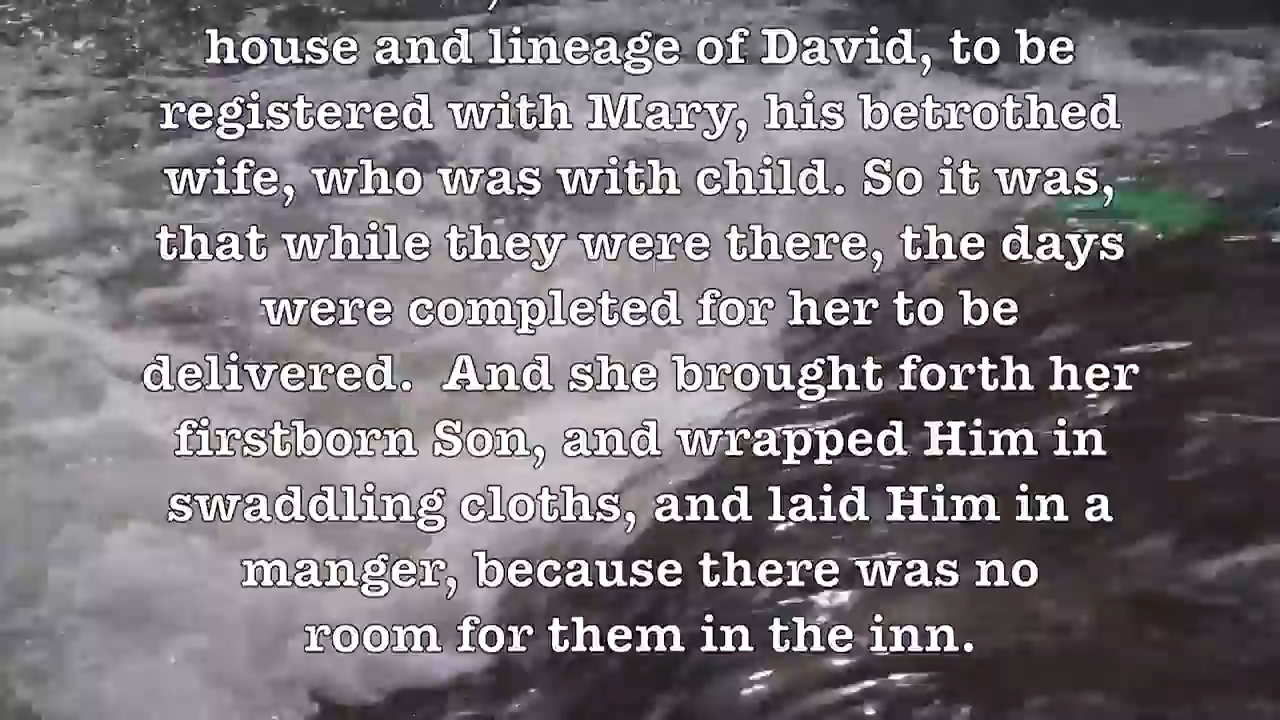 house and lineage of David, to be
registered with Mary, his betrothed
wife, who was with child. So it was,
that while they were there, the days
were completed for her to be
delivered.  And she brought forth her
firstborn Son, and wrapped Him in
swaddling cloths, and laid Him in a
manger, because there was no
room for them in the inn.